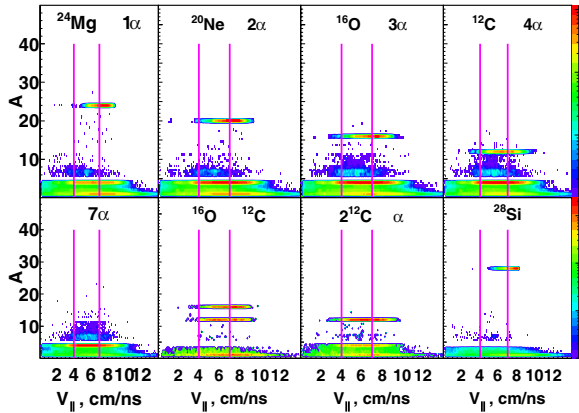 ²⁴Mg 1α
²⁰Ne 2α
¹⁶O 3α
¹²C 4α
A
40
30
20
10
7α
¹⁶O ¹²C
2¹²C α
²⁸Si
A
40
30
20
10
2 4 6 8 1012
2 4 6 8 10 12
2 4 6 8 10 12
2 4 6 8 10 12
V∥ , cm/ns
V∥ , cm/ns
V∥ , cm/ns
V∥ , cm/ns